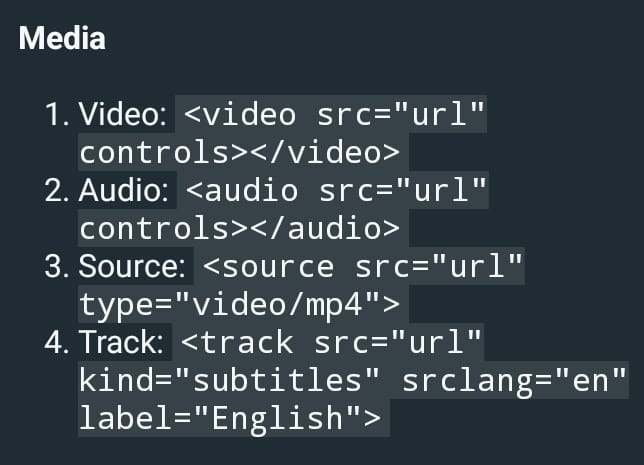 Media
1. Video: <video src="url"
controls></video>
2. Audio: <audio src="url"
controls></audio>
3. Source: <source src="url"
type="video/mp4">
4. Track: <track src="url"
kind="subtitles" srclang="en"
label="English">